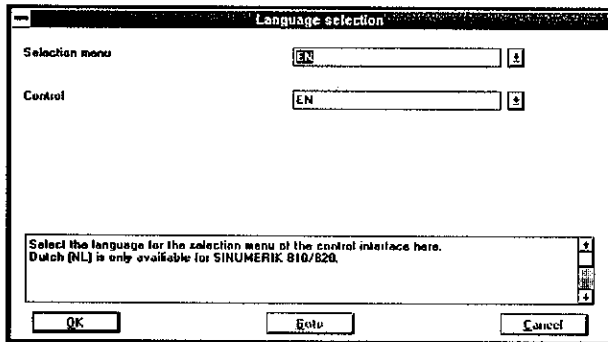 Language selection
Selection menu
EN
Control
EN
Select the language for the selection menu of the control interface here.
Dutch (NL) is only available for SINUMERIK 810/820.
OK
Goto
Cancel